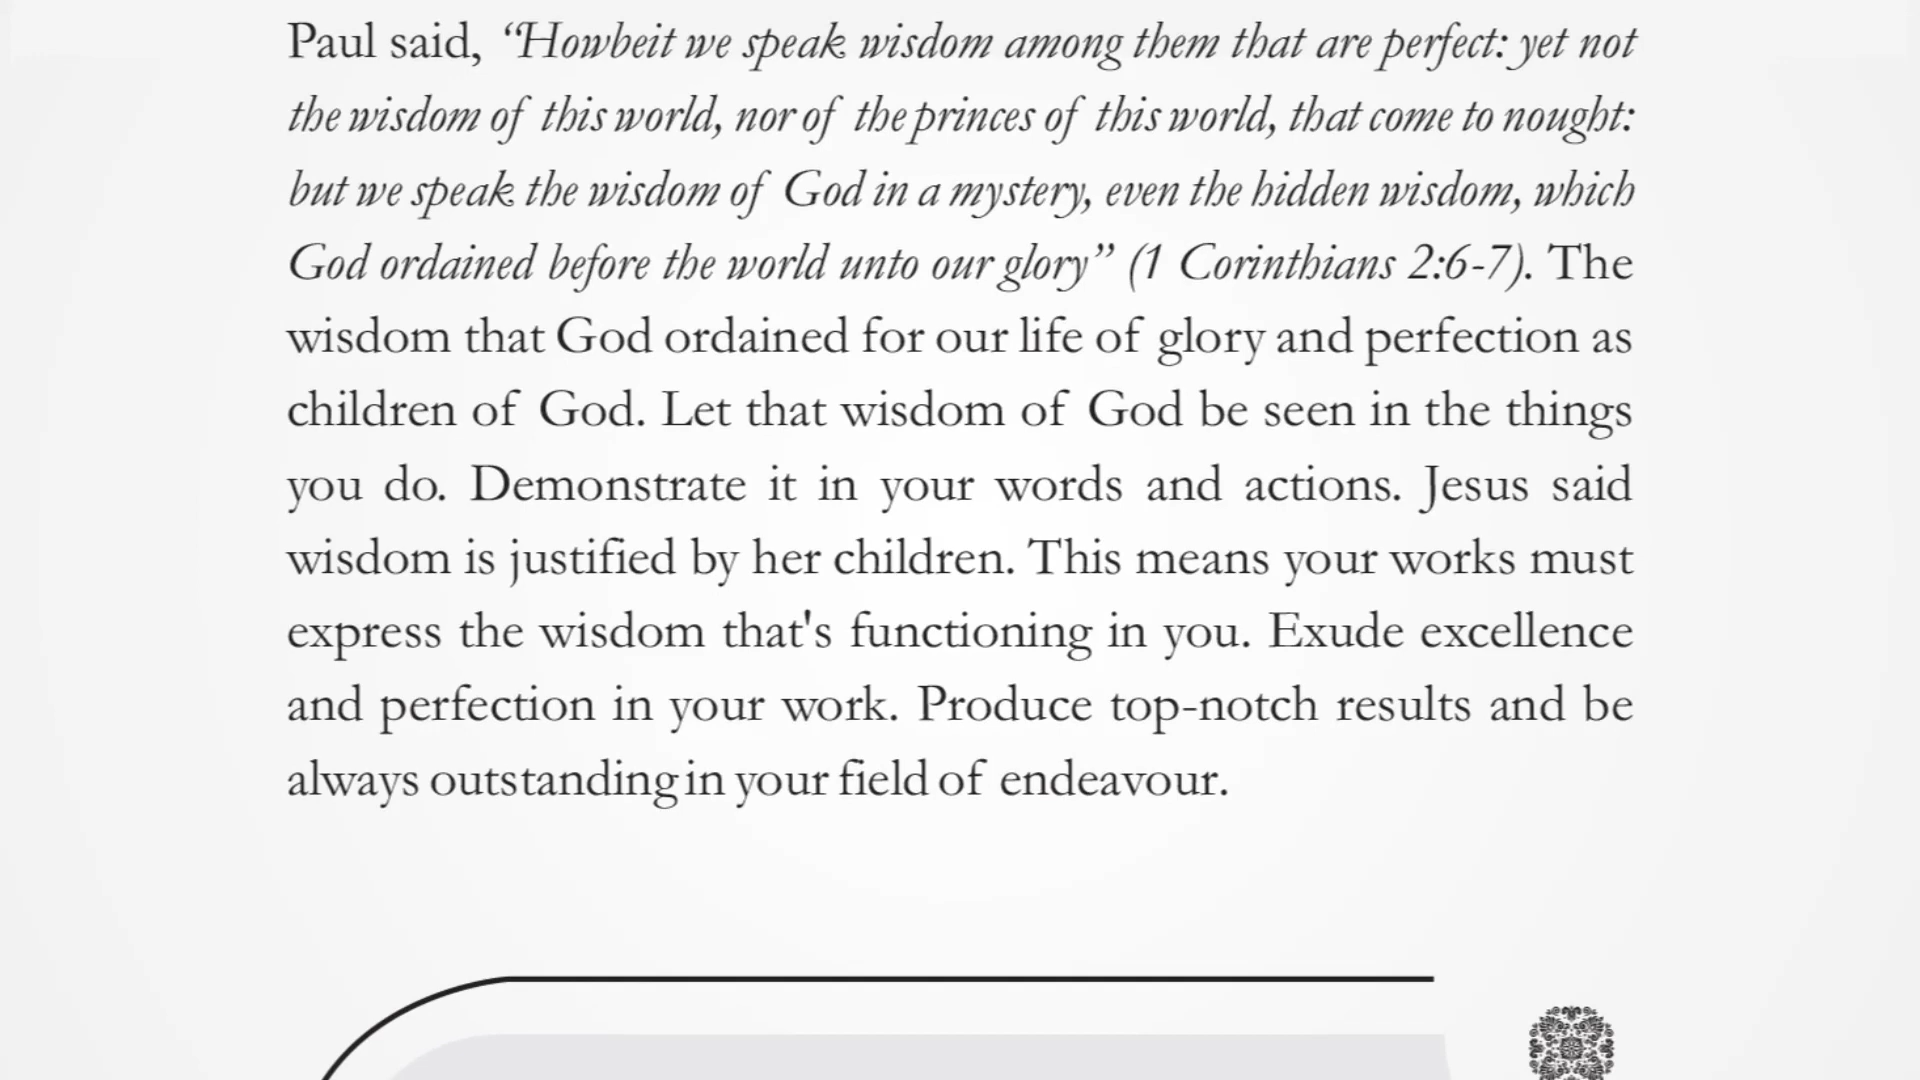 Paul said, “Howbeit we speak wisdom among them that are perfect: yet not
the wisdom of this world, nor of the princes of this world, that come to nought:
but we speak the wisdom of God in a mystery, even the hidden wisdom, which
God ordained before the world unto our glory” (1 Corinthians 2:6-7). The
wisdom that God ordained for our life of glory and perfection as
children of God. Let that wisdom of God be seen in the things
you do. Demonstrate it in your words and actions. Jesus said
wisdom is justified by her children. This means your works must
express the wisdom that's functioning in you. Exude excellence
and perfection in your work. Produce top-notch results and be
always outstanding in your field of endeavour.